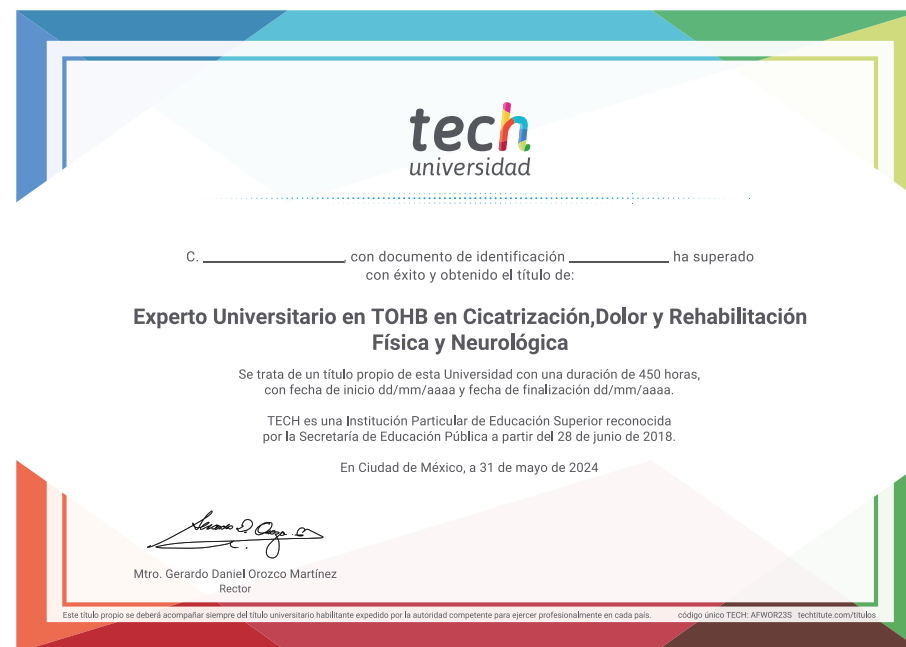 tech
universidad
C. ____________________, con documento de identificación ______________ ha superado
con éxito y obtenido el título de:
Experto Universitario en TOHB en Cicatrización,Dolor y Rehabilitación
Física y Neurológica
Se trata de un título propio de esta Universidad con una duración de 450 horas,
con fecha de inicio dd/mm/aaaa y fecha de finalización dd/mm/aaaa.
TECH es una Institución Particular de Educación Superior reconocida
por la Secretaría de Educación Pública a partir del 28 de junio de 2018.
En Ciudad de México, a 31 de mayo de 2024
Mtro. Gerardo Daniel Orozco Martínez
Rector
Este título propio se deberá acompañar siempre del título universitario habilitante expedido por la autoridad competente para ejercer profesionalmente en cada país. código único TECH: AFWOR23S techtitute.com/titulos